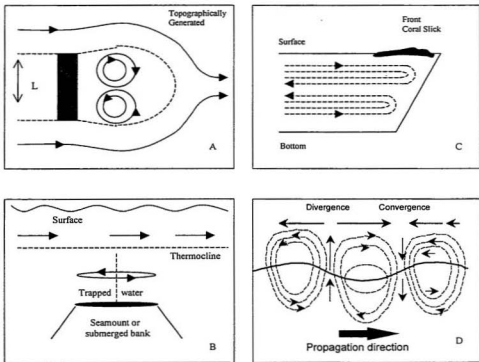 Topographically
Generated
L
A
Front
Coral Slick
Surface
Bottom
C
Surface
Thermocline
Trapped water
Seamount or
submerged bank
B
Divergence Convergence
Propagation direction
D